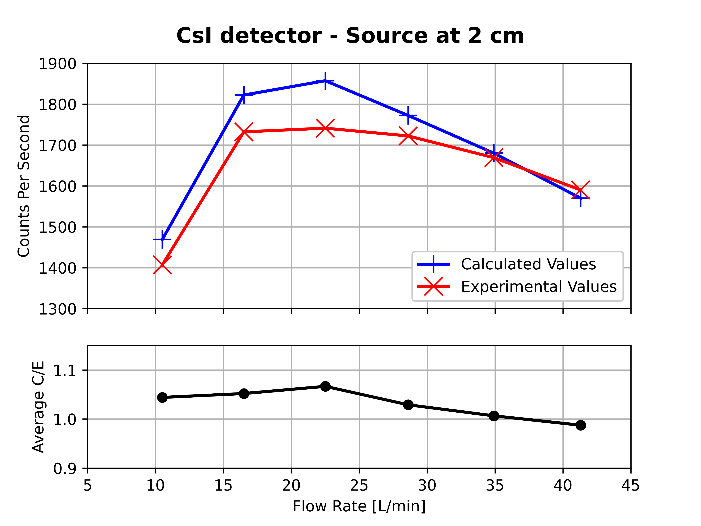 CsI detector - Source at 2 cm
1900
1800
1700
1600
1500
1400
1300
Counts Per Second
Calculated Values
Experimental Values
1.1
1.0
0.9
Average C/E
5 10 15 20 25 30 35 40 45
Flow Rate [L/min]